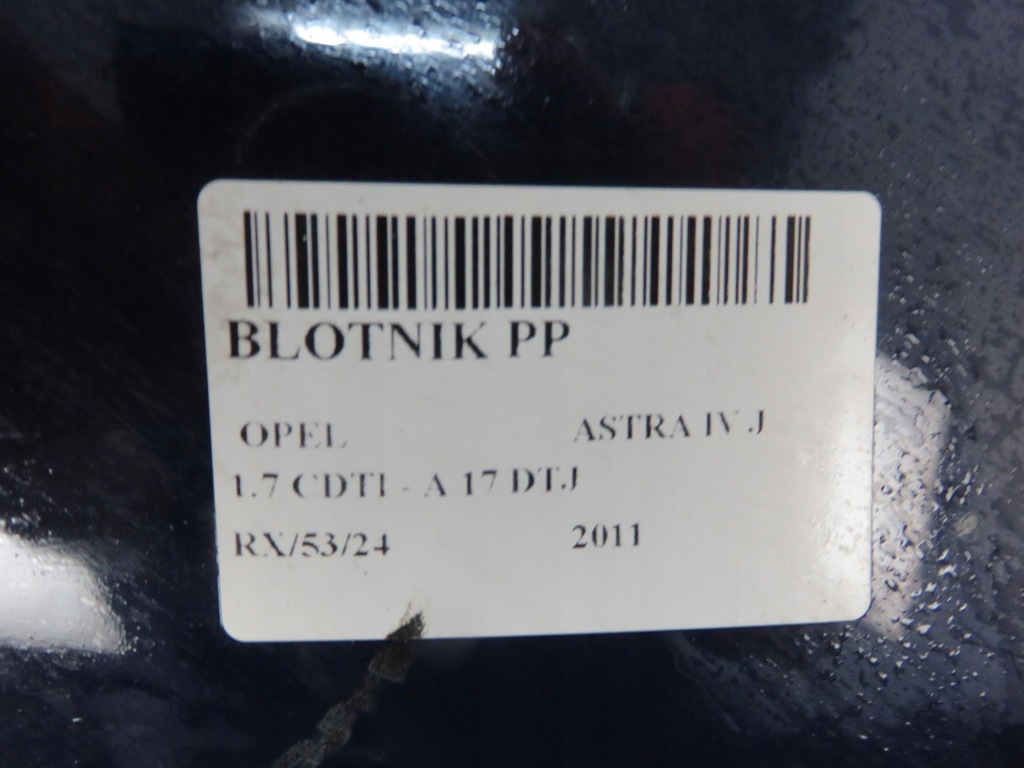 BLOTNIK PP
OPEL ASTRA IV J
1.7 CDTI - A 17 DTJ
RX/53/24 2011